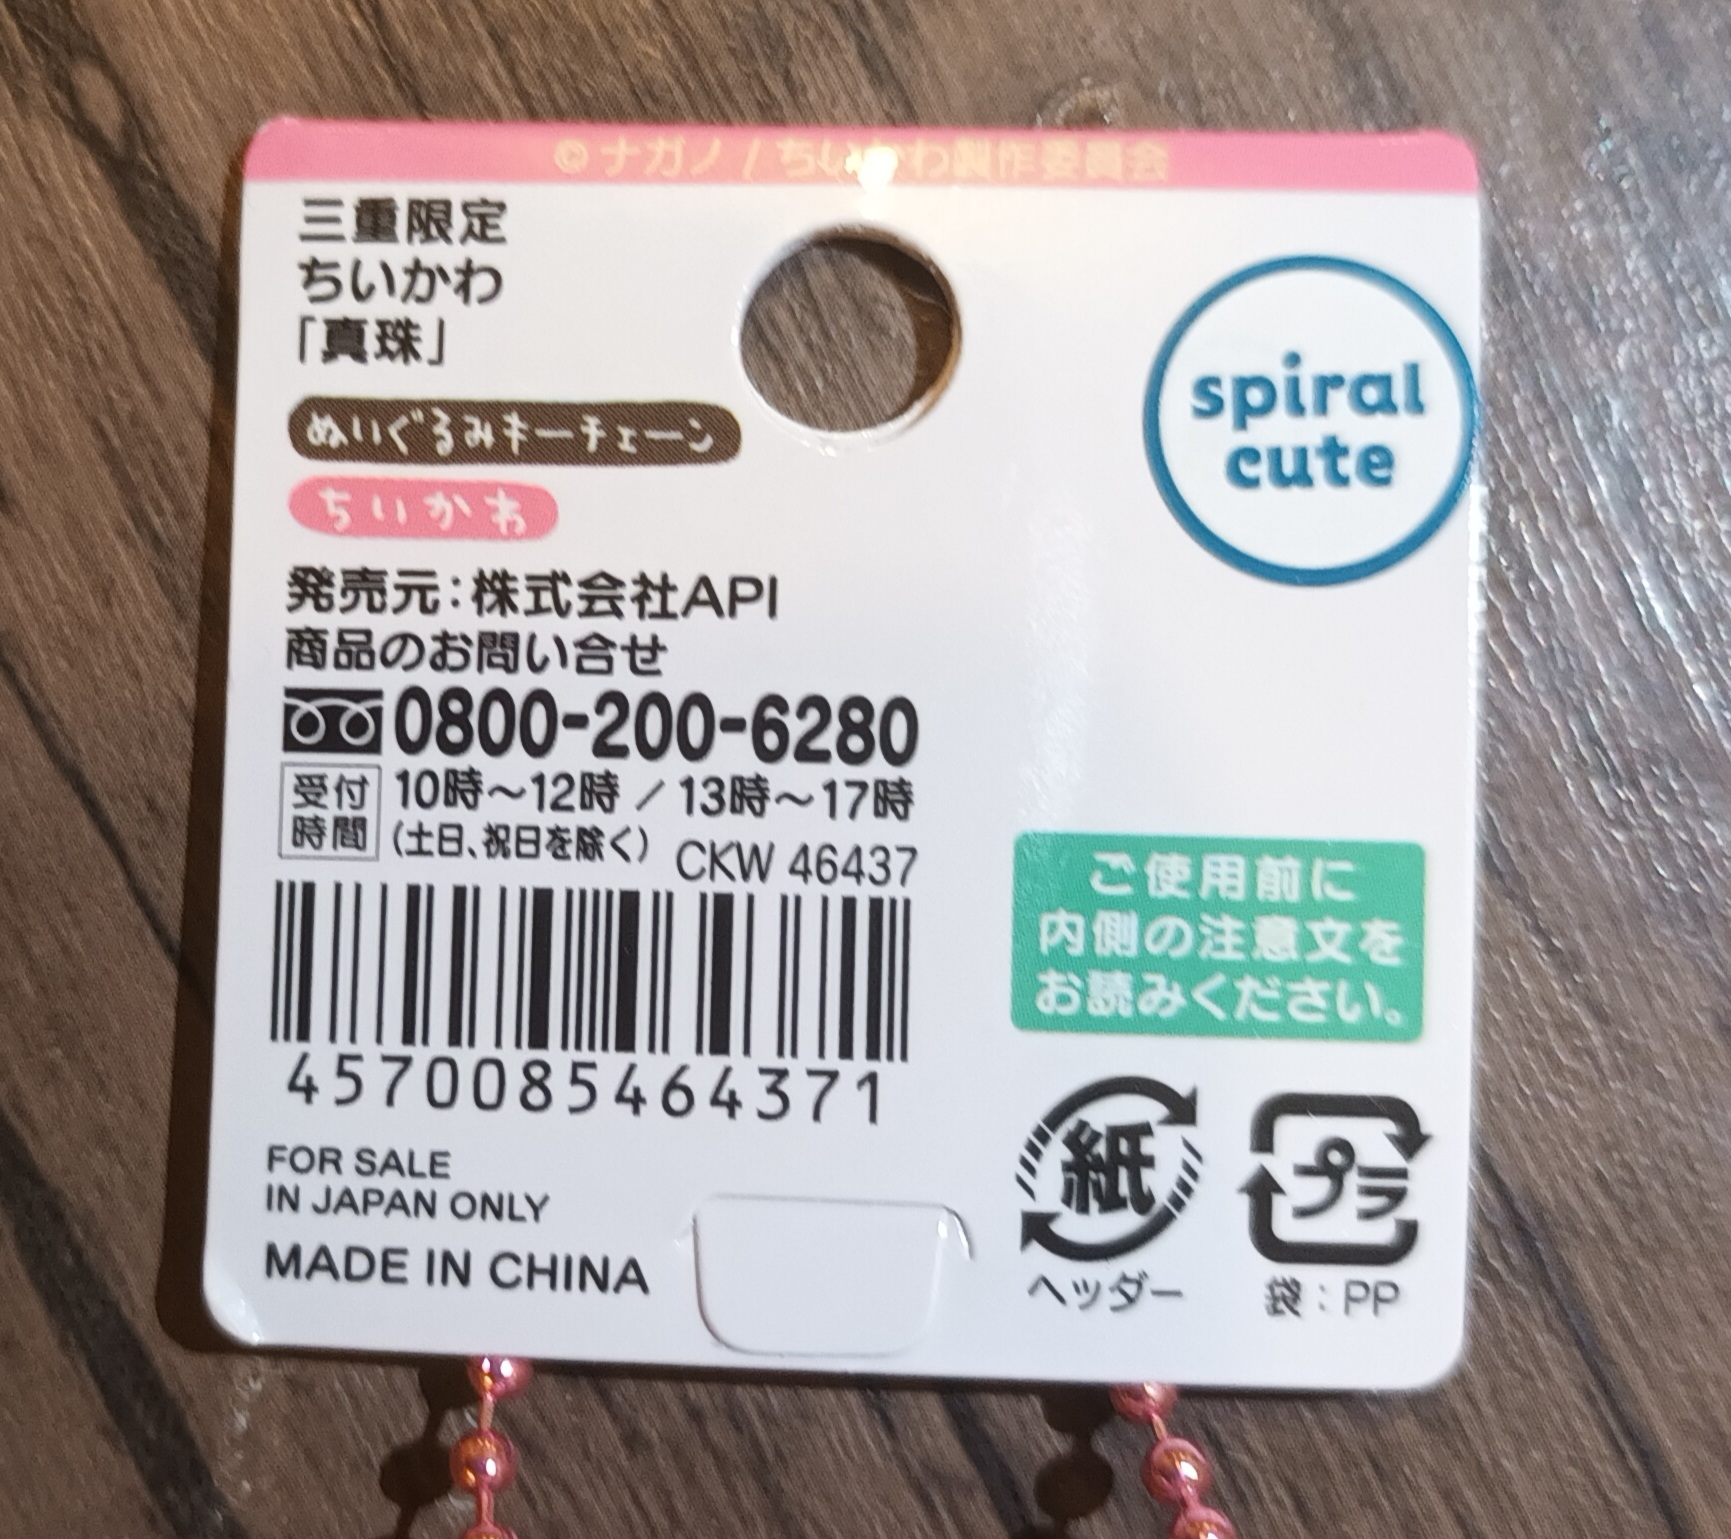 ©ナガノ / ちいかわ製作委員会
三重限定
ちいかわ
「真珠」
ぬいぐるみキーチェーン
ちいかわ
spiral
cute
発売元:株式会社API
商品のお問い合せ
0800-200-6280
受付時間 10時～12時 / 13時～17時
(土日、祝日を除く)
CKW 46437
4570085464371
FOR SALE
IN JAPAN ONLY
MADE IN CHINA
ご使用前に
内側の注意文を
お読みください。
紙
ヘッダー
プラ
袋:PP